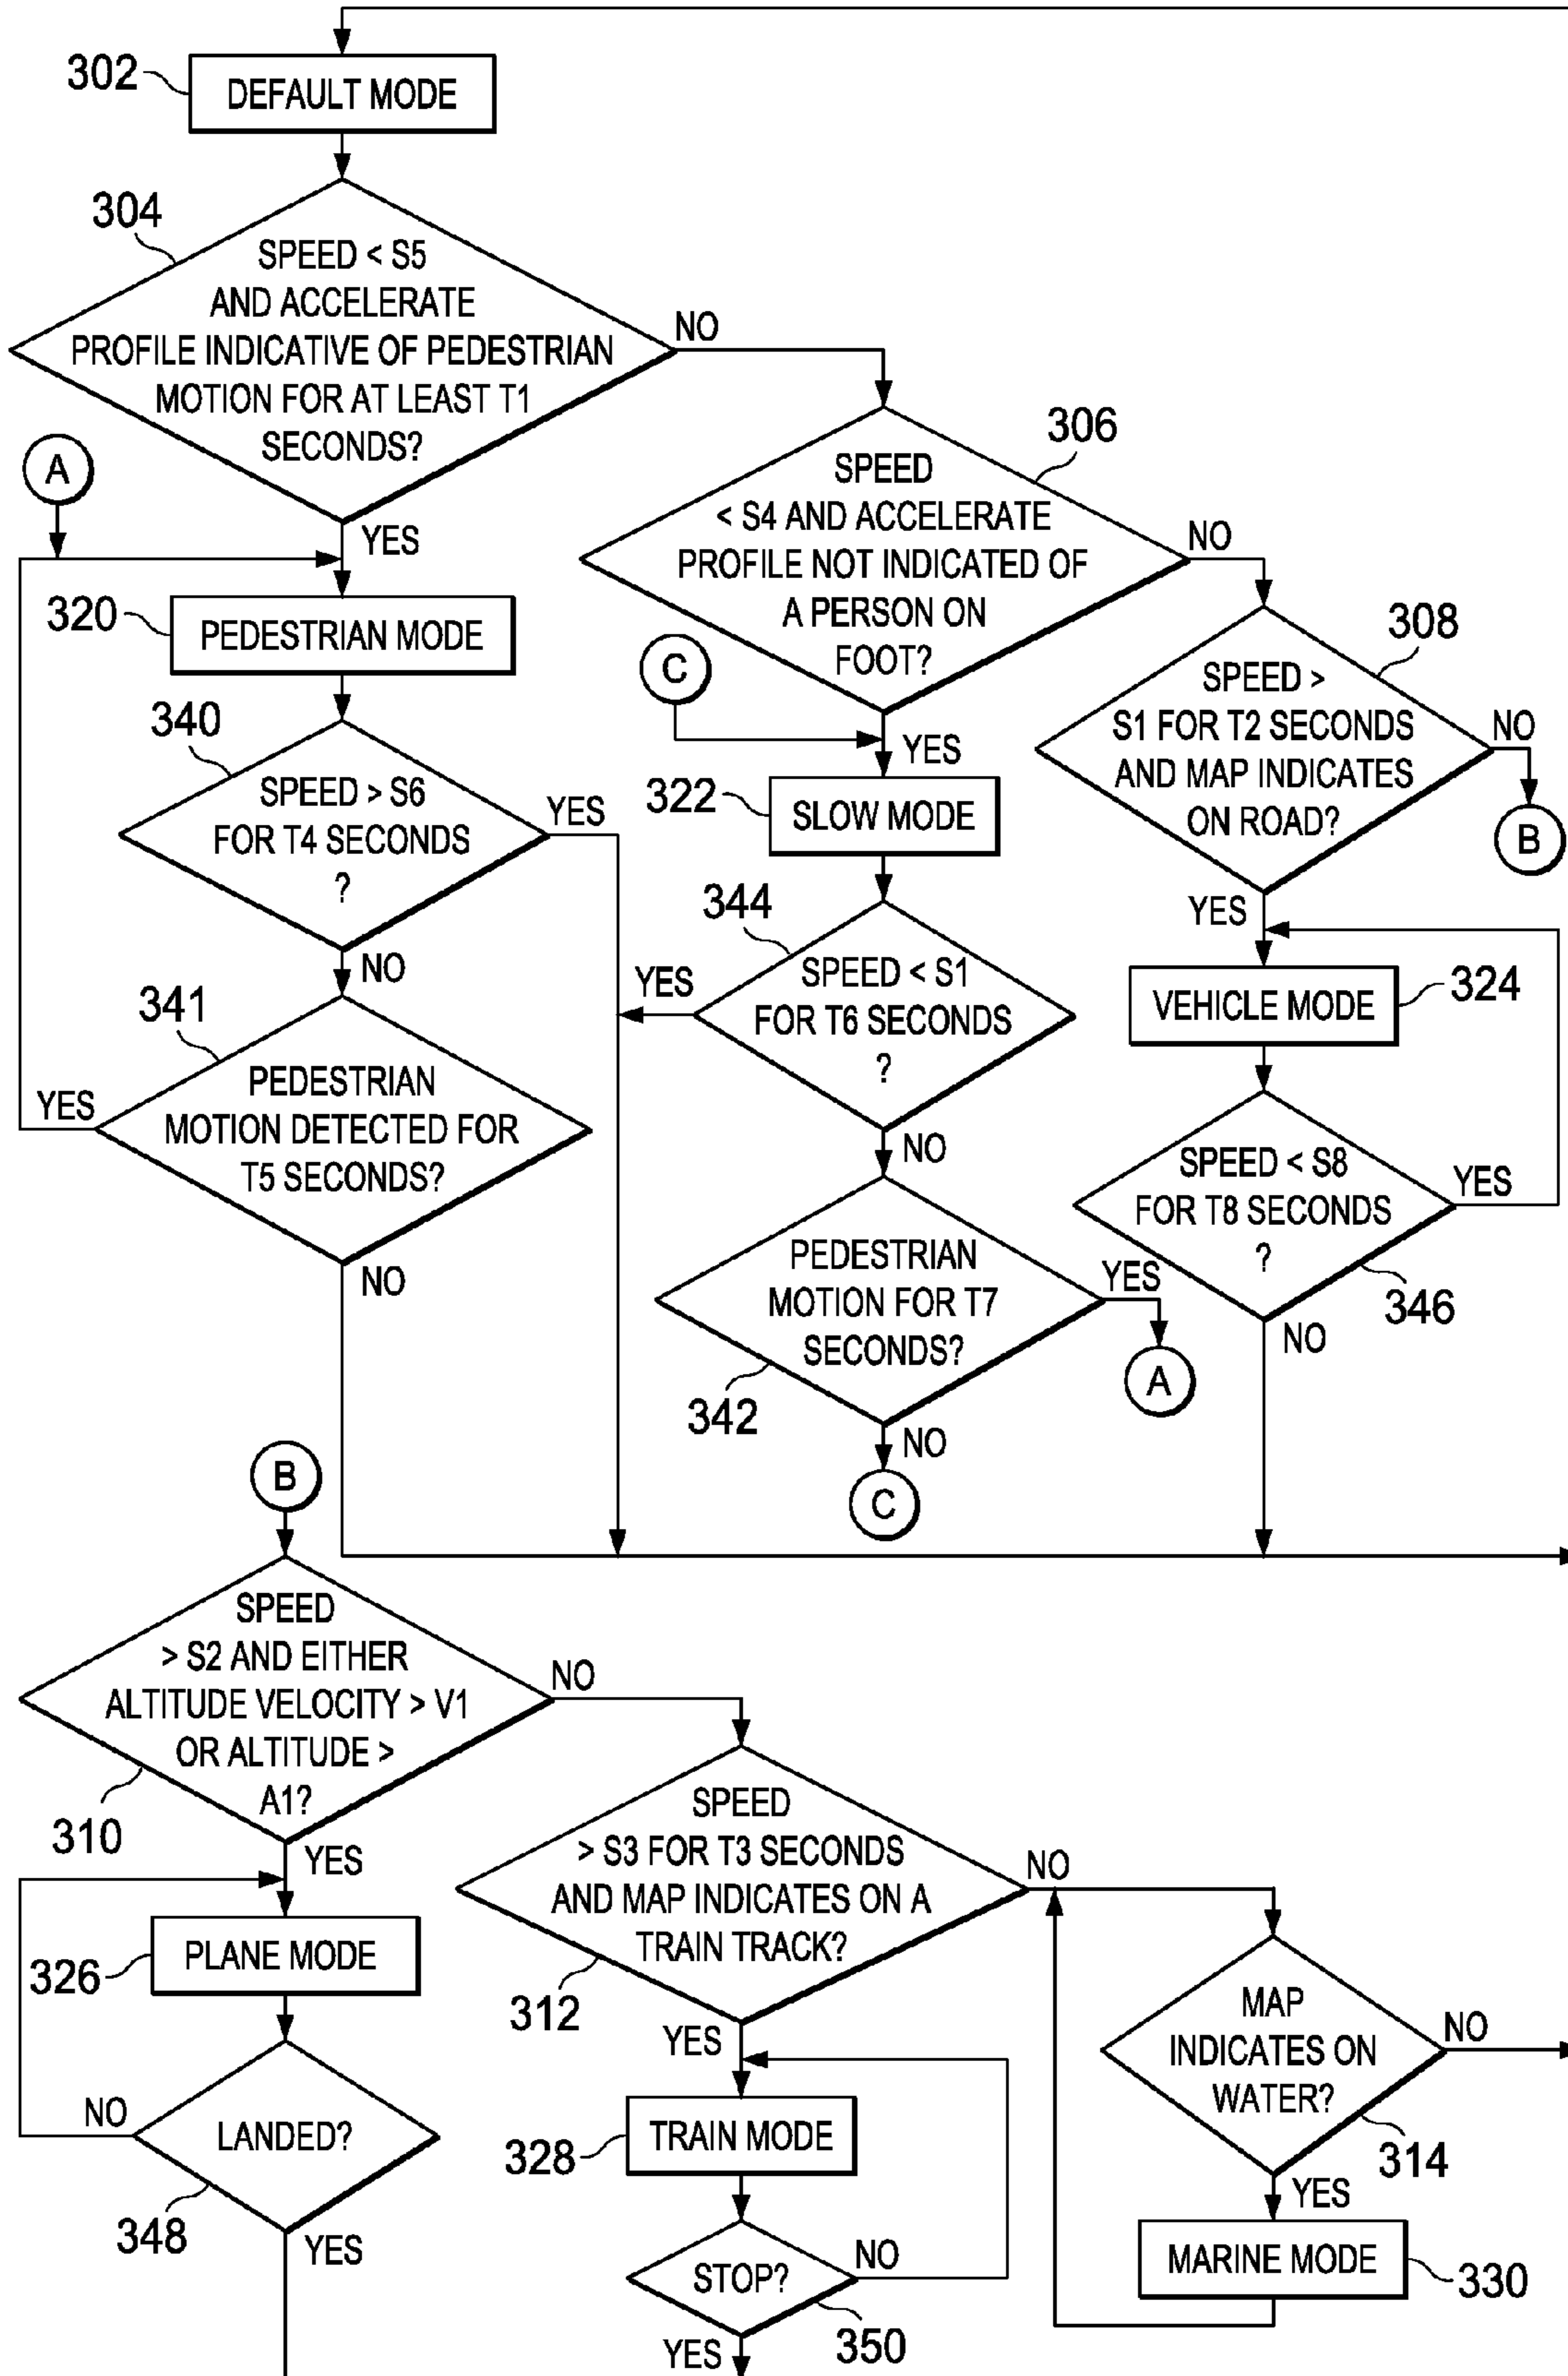 302
DEFAULT MODE
304
SPEED < S5
AND ACCELERATE
PROFILE INDICATIVE OF PEDESTRIAN
MOTION FOR AT LEAST T1
SECONDS?
NO
YES
A
306
SPEED
< S4 AND ACCELERATE
PROFILE NOT INDICATED OF
A PERSON ON
FOOT?
NO
YES
C
308
SPEED >
S1 FOR T2 SECONDS
AND MAP INDICATES
ON ROAD?
NO
B
YES
320
PEDESTRIAN MODE
340
SPEED > S6
FOR T4 SECONDS
?
YES
NO
341
PEDESTRIAN
MOTION DETECTED FOR
T5 SECONDS?
YES
NO
322
SLOW MODE
344
SPEED < S1
FOR T6 SECONDS
?
YES
NO
PEDESTRIAN
MOTION FOR T7
SECONDS?
342
YES
A
NO
C
VEHICLE MODE
324
SPEED < S8
FOR T8 SECONDS
?
YES
346
NO
B
SPEED
> S2 AND EITHER
ALTITUDE VELOCITY > V1
OR ALTITUDE >
A1?
310
NO
YES
326
PLANE MODE
LANDED?
NO
348
YES
SPEED
> S3 FOR T3 SECONDS
AND MAP INDICATES ON A
TRAIN TRACK?
312
NO
YES
328
TRAIN MODE
STOP?
NO
350
YES
MAP
INDICATES ON
WATER?
NO
314
YES
MARINE MODE
330